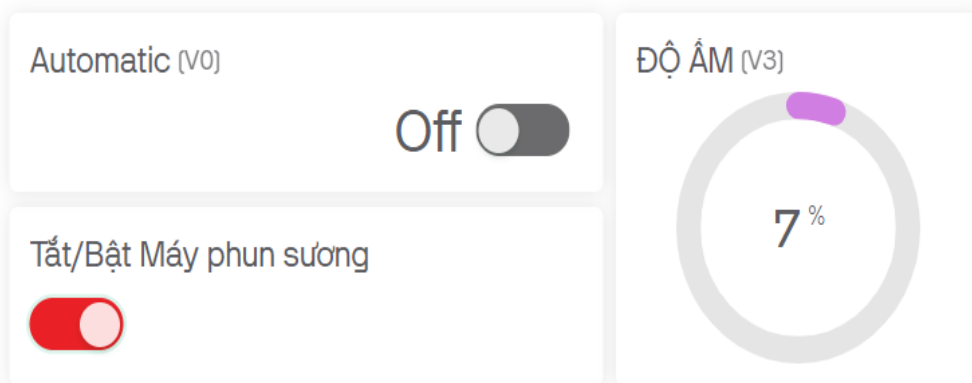 Automatic (V0)
Off
Tắt/Bật Máy phun sương
ĐỘ ẨM (V3)
7 %